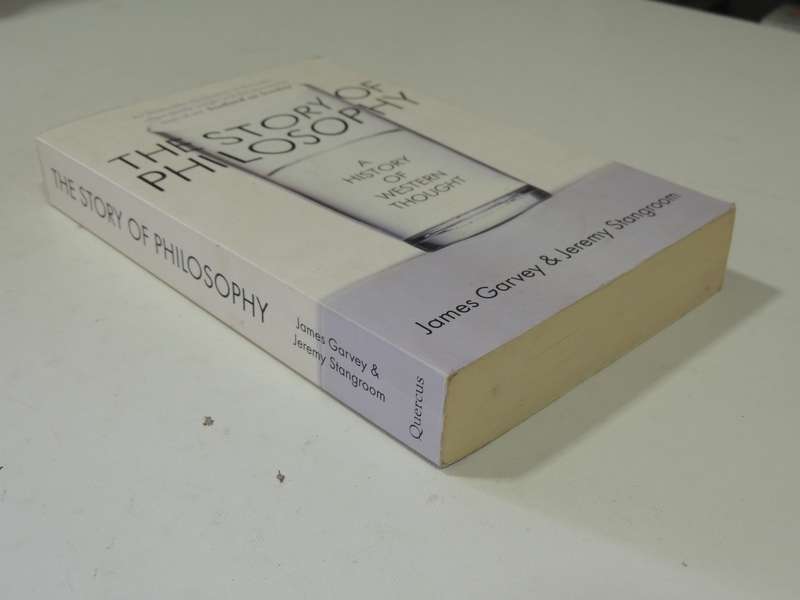 THE STORY OF
PHILOSOPHY
A
HISTORY
OF
WESTERN
THOUGHT
James Garvey & Jeremy Stangroom
THE STORY OF PHILOSOPHY
James Garvey &
Jeremy Stangroom
Quercus